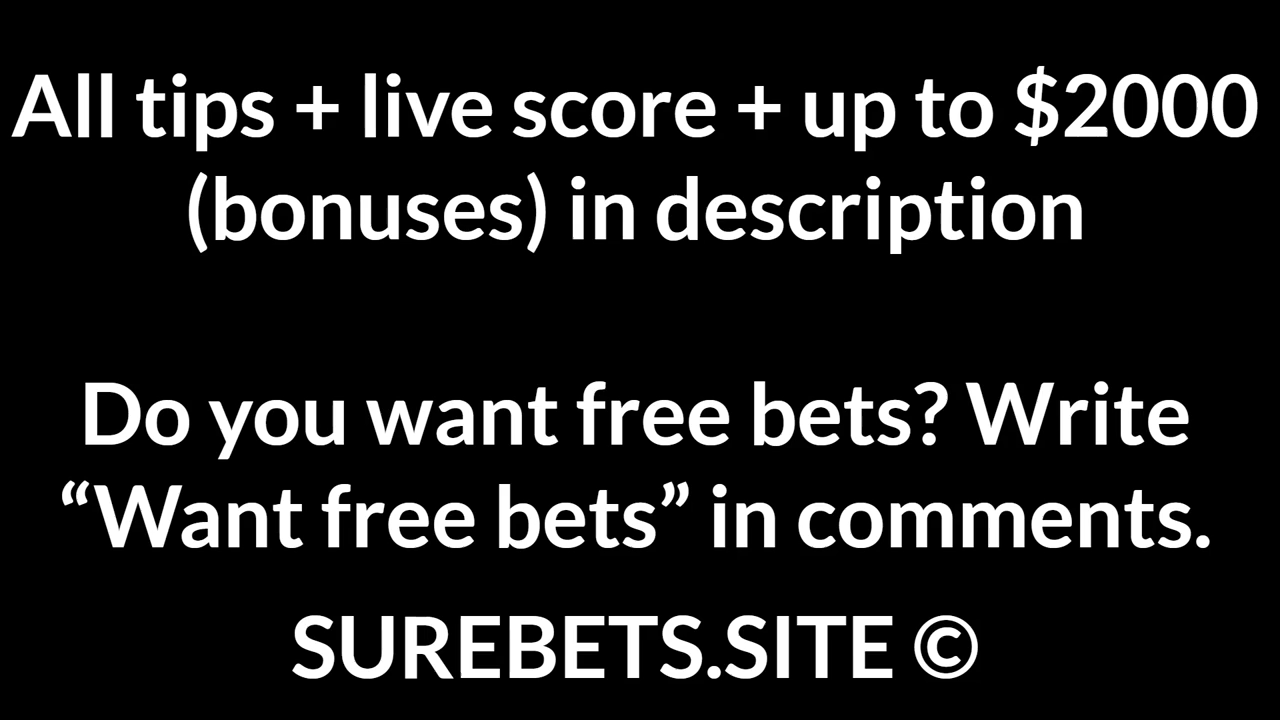 All tips + live score + up to $2000
(bonuses) in description
Do you want free bets? Write
“Want free bets” in comments.
SUREBETS.SITE ©